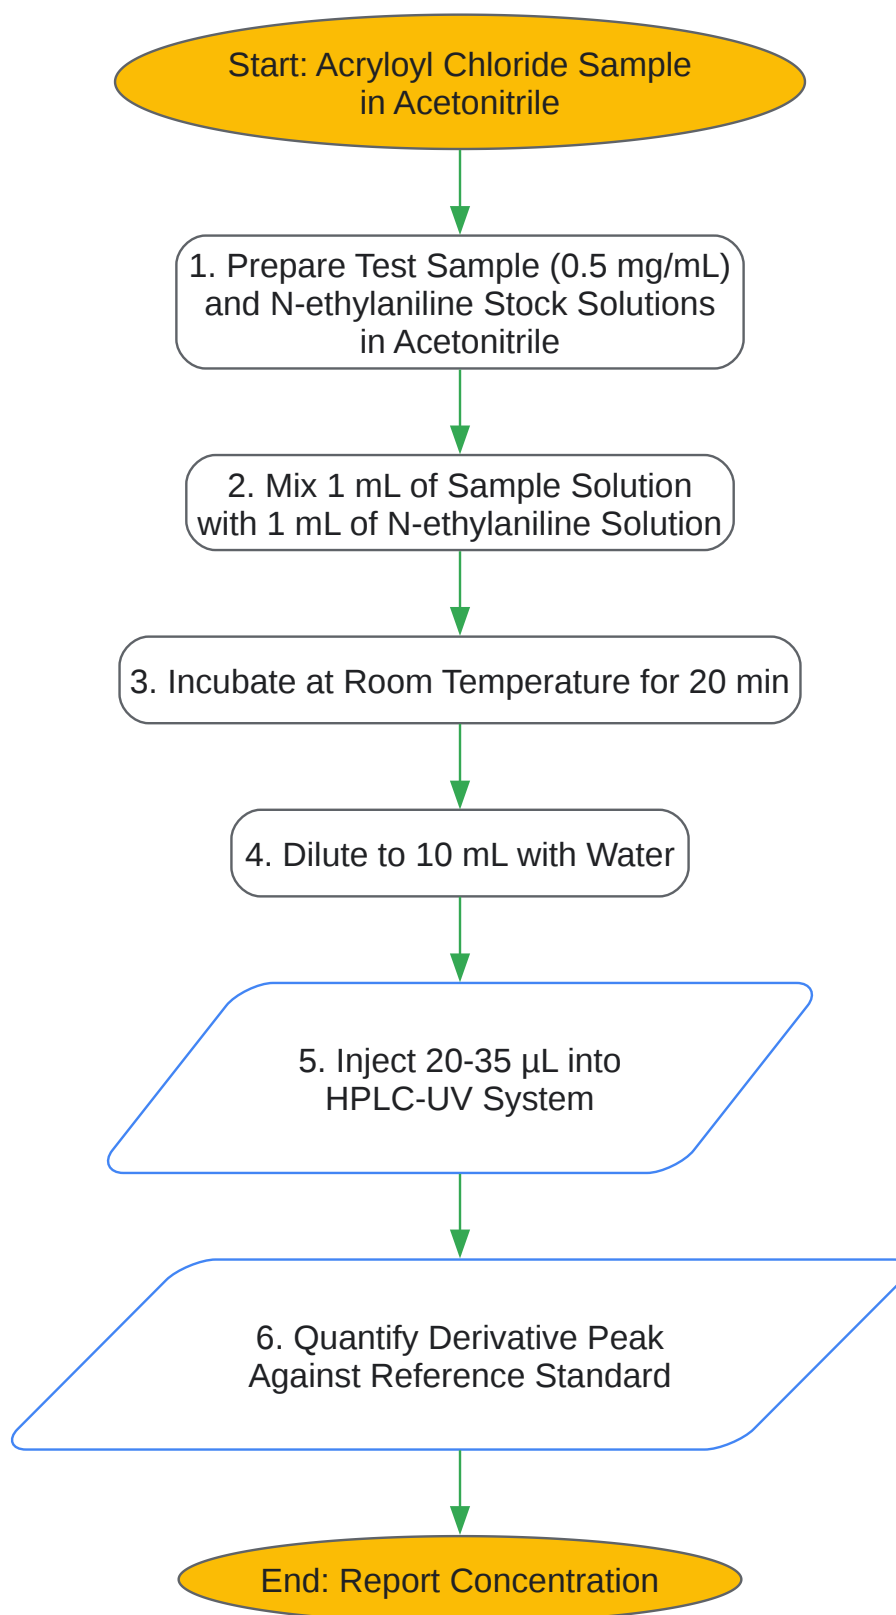 Start: Acryloyl Chloride Sample
in Acetonitrile
1. Prepare Test Sample (0.5 mg/mL)
and N-ethylaniline Stock Solutions
in Acetonitrile
2. Mix 1 mL of Sample Solution
with 1 mL of N-ethylaniline Solution
3. Incubate at Room Temperature for 20 min
4. Dilute to 10 mL with Water
5. Inject 20-35 µL into
HPLC-UV System
6. Quantify Derivative Peak
Against Reference Standard
End: Report Concentration